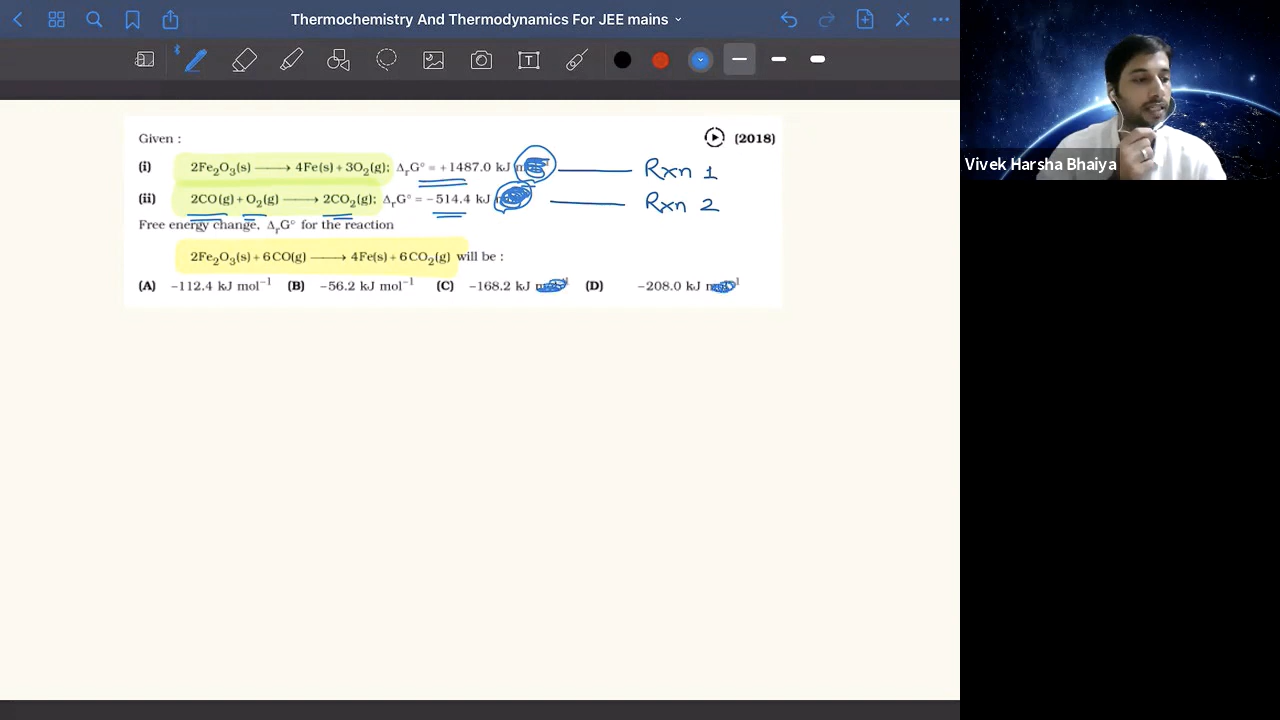 Thermochemistry And Thermodynamics For JEE mains
T
Given :
(2018)
(i) 2Fe₂O₃(s) ⟶ 4Fe(s) + 3O₂(g); ΔᵣG° = +1487.0 kJ
Rxn 1
(ii) 2CO(g) + O₂(g) ⟶ 2CO₂(g); ΔᵣG° = −514.4 kJ
Rxn 2
Free energy change, ΔᵣG° for the reaction
2Fe₂O₃(s) + 6CO(g) ⟶ 4Fe(s) + 6CO₂(g) will be :
(A) −112.4 kJ mol⁻¹ (B) −56.2 kJ mol⁻¹ (C) −168.2 kJ (D) −208.0 kJ
Vivek Harsha Bhaiya